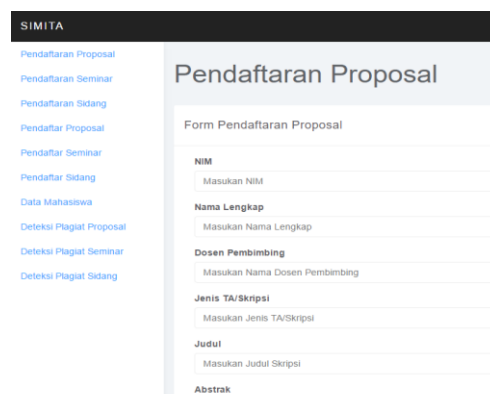 SIMITA
Pendaftaran Proposal
Pendaftaran Seminar
Pendaftaran Sidang
Pendaftar Proposal
Pendaftar Seminar
Pendaftar Sidang
Data Mahasiswa
Deteksi Plagiat Proposal
Deteksi Plagiat Seminar
Deteksi Plagiat Sidang
Pendaftaran Proposal
Form Pendaftaran Proposal
NIM
Masukan NIM
Nama Lengkap
Masukan Nama Lengkap
Dosen Pembimbing
Masukan Nama Dosen Pembimbing
Jenis TA/Skripsi
Masukan Jenis TA/Skripsi
Judul
Masukan Judul Skripsi
Abstrak